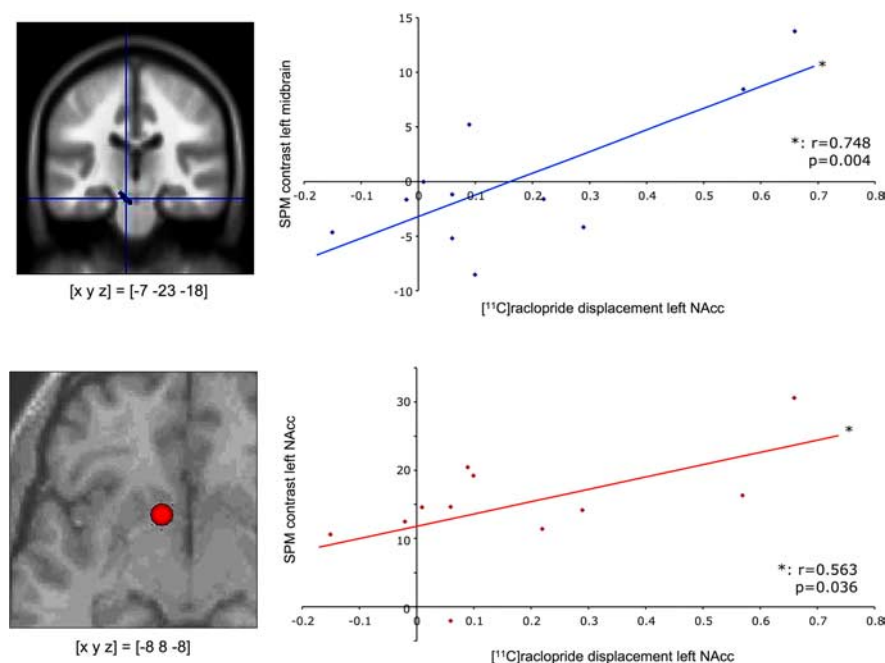 SPM contrast left midbrain
15
10
5
0
-5
-10
-0.2 -0.1 0 0.1 0.2 0.3 0.4 0.5 0.6 0.7 0.8
*
*: r=0.748
p=0.004
[¹¹C]raclopride displacement left NAcc
[x y z] = [-7 -23 -18]
SPM contrast left NAcc
30
20
10
0
-0.2 -0.1 0 0.1 0.2 0.3 0.4 0.5 0.6 0.7 0.8
*
*: r=0.563
p=0.036
[¹¹C]raclopride displacement left NAcc
[x y z] = [-8 8 -8]